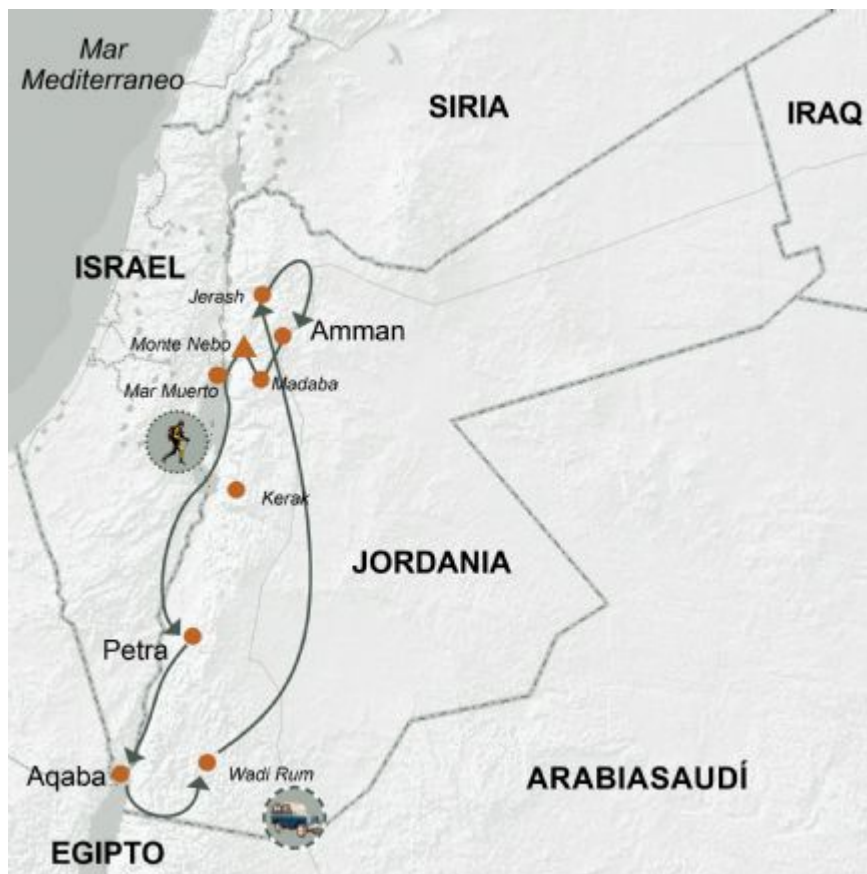 Mar
Mediterraneo
SIRIA
IRAQ
ISRAEL
Jerash
Amman
Monte Nebo
Mar Muerto
Madaba
Kerak
JORDANIA
Petra
Aqaba
Wadi Rum
ARABIASAUDÍ
EGIPTO